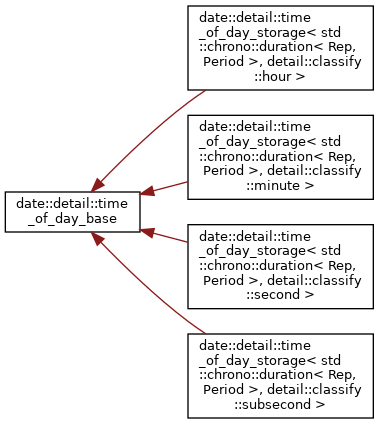 date::detail::time
_of_day_storage< std
::chrono::duration< Rep,
Period >, detail::classify
::hour >
date::detail::time
_of_day_storage< std
::chrono::duration< Rep,
Period >, detail::classify
::minute >
date::detail::time
_of_day_base
date::detail::time
_of_day_storage< std
::chrono::duration< Rep,
Period >, detail::classify
::second >
date::detail::time
_of_day_storage< std
::chrono::duration< Rep,
Period >, detail::classify
::subsecond >